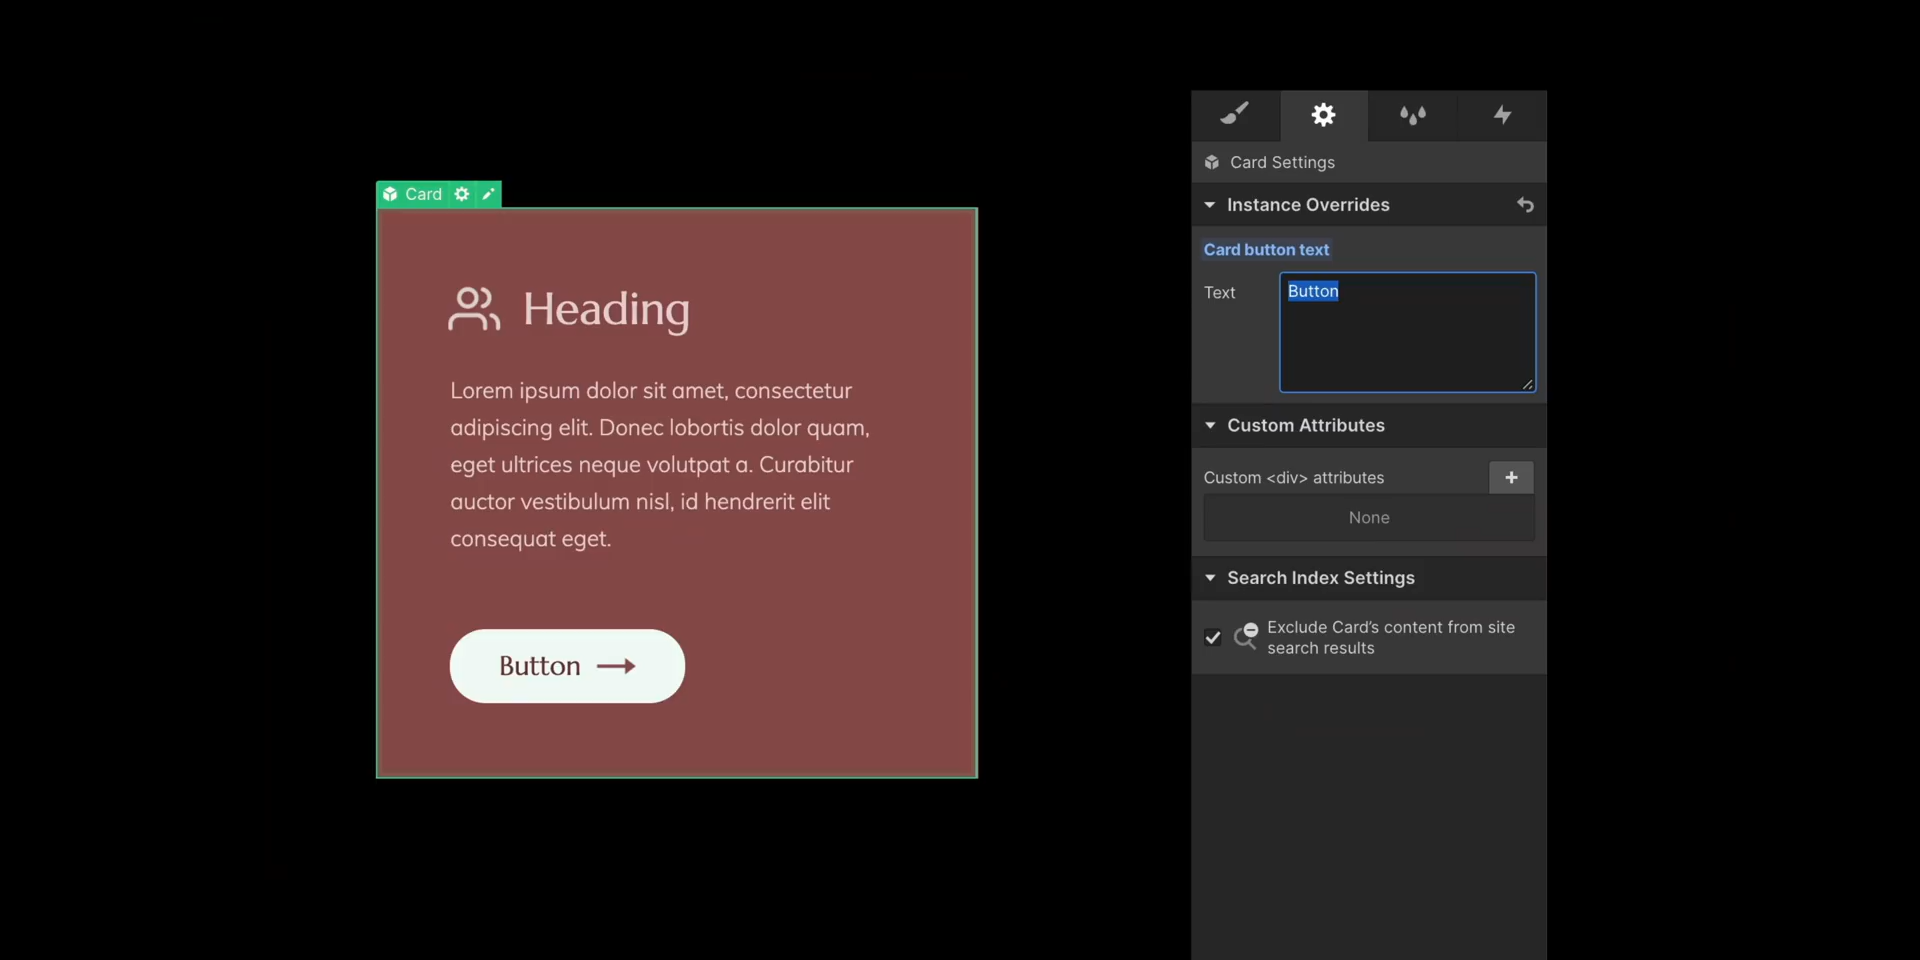 Card
Heading
Lorem ipsum dolor sit amet, consectetur
adipiscing elit. Donec lobortis dolor quam,
eget ultrices neque volutpat a. Curabitur
auctor vestibulum nisl, id hendrerit elit
consequat eget.
Button
Card Settings
Instance Overrides
Card button text
Text
Button
Custom Attributes
Custom <div> attributes
None
Search Index Settings
Exclude Card’s content from site
search results